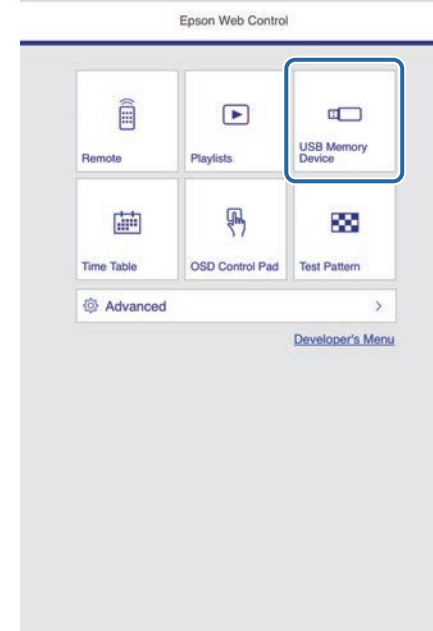 Epson Web Control
Remote
Playlists
USB Memory
Device
Time Table
OSD Control Pad
Test Pattern
Advanced
Developer's Menu